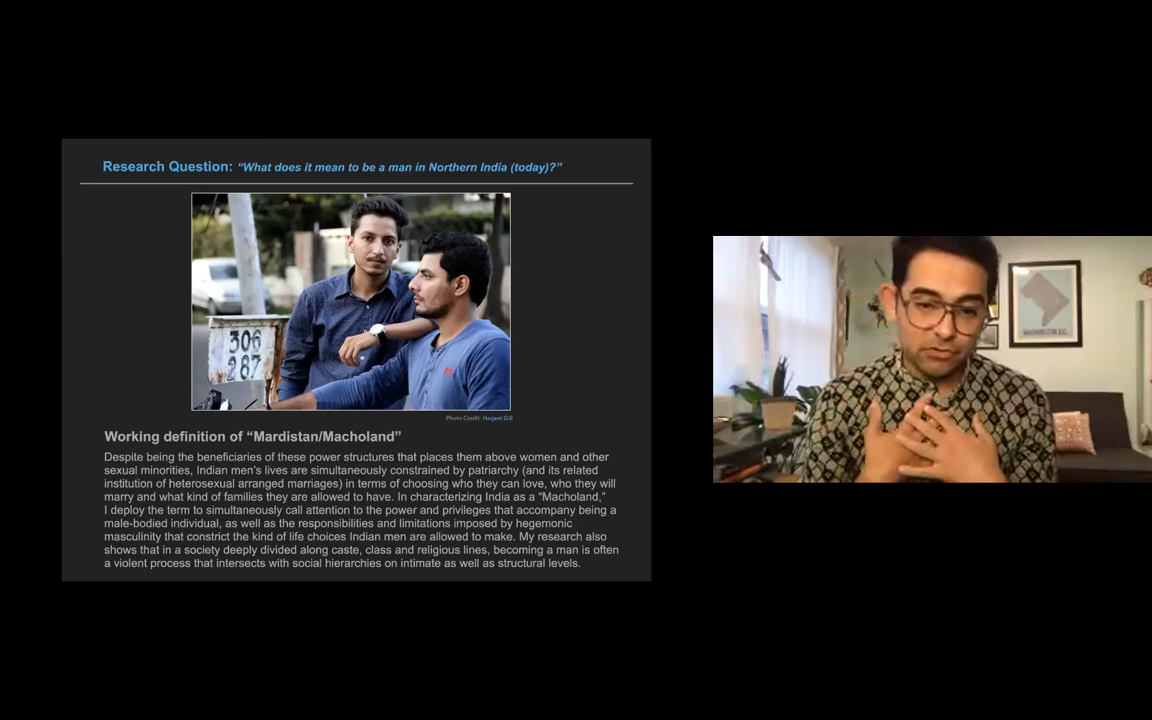 Research Question: “What does it mean to be a man in Northern India (today)?”
306
287
Photo Credit: Harjant Gill
Working definition of “Mardistan/Macholand”
Despite being the beneficiaries of these power structures that places them above women and other
sexual minorities, Indian men's lives are simultaneously constrained by patriarchy (and its related
institution of heterosexual arranged marriages) in terms of choosing who they can love, who they will
marry and what kind of families they are allowed to have. In characterizing India as a “Macholand,”
I deploy the term to simultaneously call attention to the power and privileges that accompany being a
male-bodied individual, as well as the responsibilities and limitations imposed by hegemonic
masculinity that constrict the kind of life choices Indian men are allowed to make. My research also
shows that in a society deeply divided along caste, class and religious lines, becoming a man is often
a violent process that intersects with social hierarchies on intimate as well as structural levels.
WASHINGTON D.C.